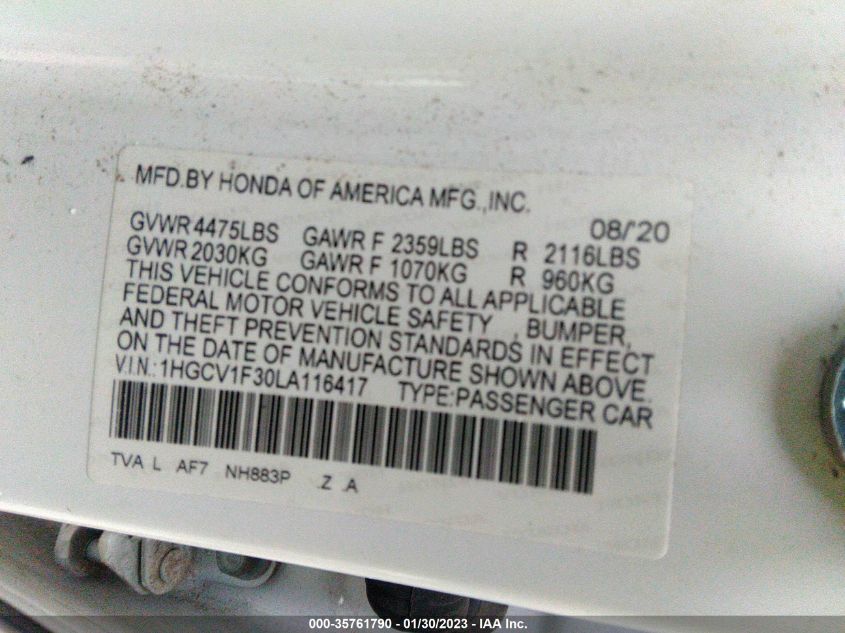 MFD.BY HONDA OF AMERICA MFG.,INC.
08/'20
GVWR 4475LBS GAWR F 2359LBS R 2116LBS
GVWR 2030KG GAWR F 1070KG R 960KG
THIS VEHICLE CONFORMS TO ALL APPLICABLE
FEDERAL MOTOR VEHICLE SAFETY , BUMPER,
AND THEFT PREVENTION STANDARDS IN EFFECT
ON THE DATE OF MANUFACTURE SHOWN ABOVE.
V.I.N.:1HGCV1F30LA116417 TYPE:PASSENGER CAR
TVA L AF7 NH883P .Z .A
000-35761790 - 01/30/2023 - IAA Inc.